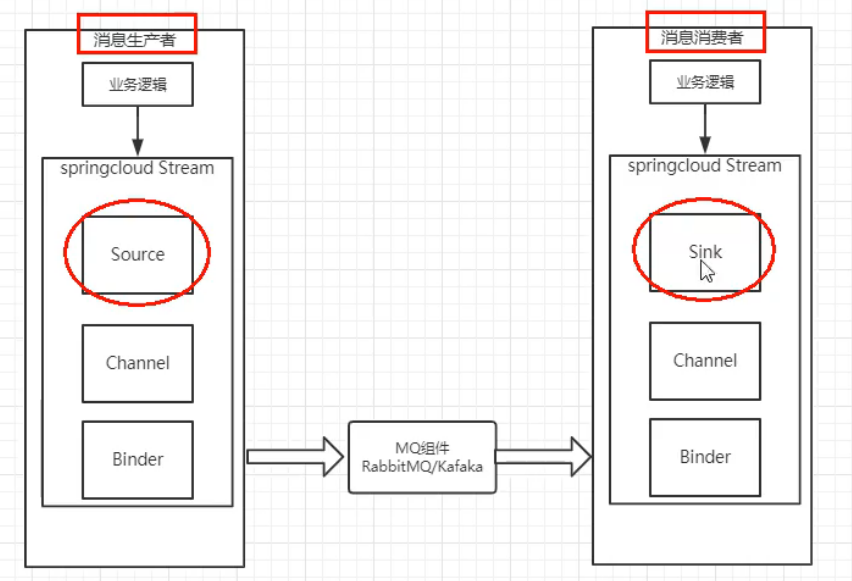 消息生产者
业务逻辑
springcloud Stream
Source
Channel
Binder
MQ组件
RabbitMQ/Kafaka
消息消费者
业务逻辑
springcloud Stream
Sink
Channel
Binder